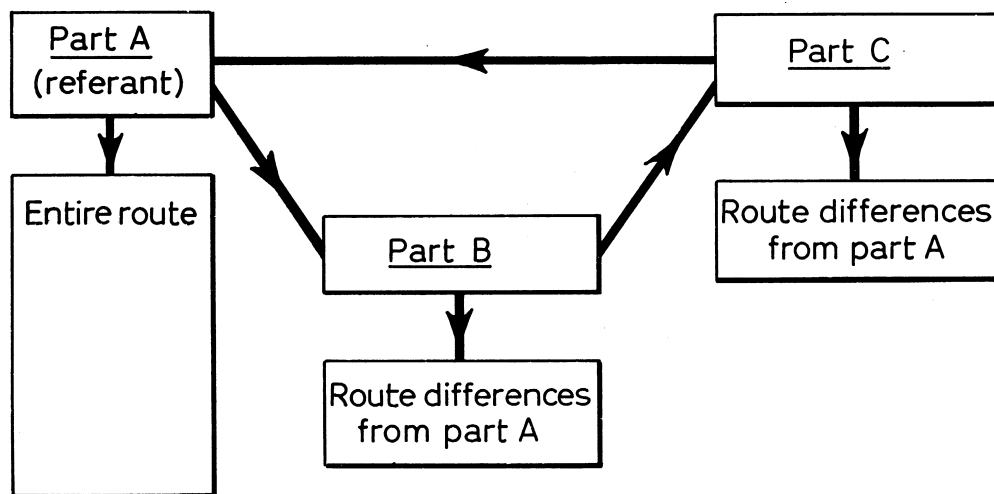 Part A
(referant)
Part C
Entire route
Route differences
from part A
Part B
Route differences
from part A